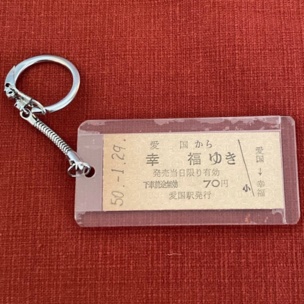 50.-1.29.
愛国から
幸福ゆき
発売当日限り有効
下車前途無効 70円
愛国駅発行
小
愛国→幸福